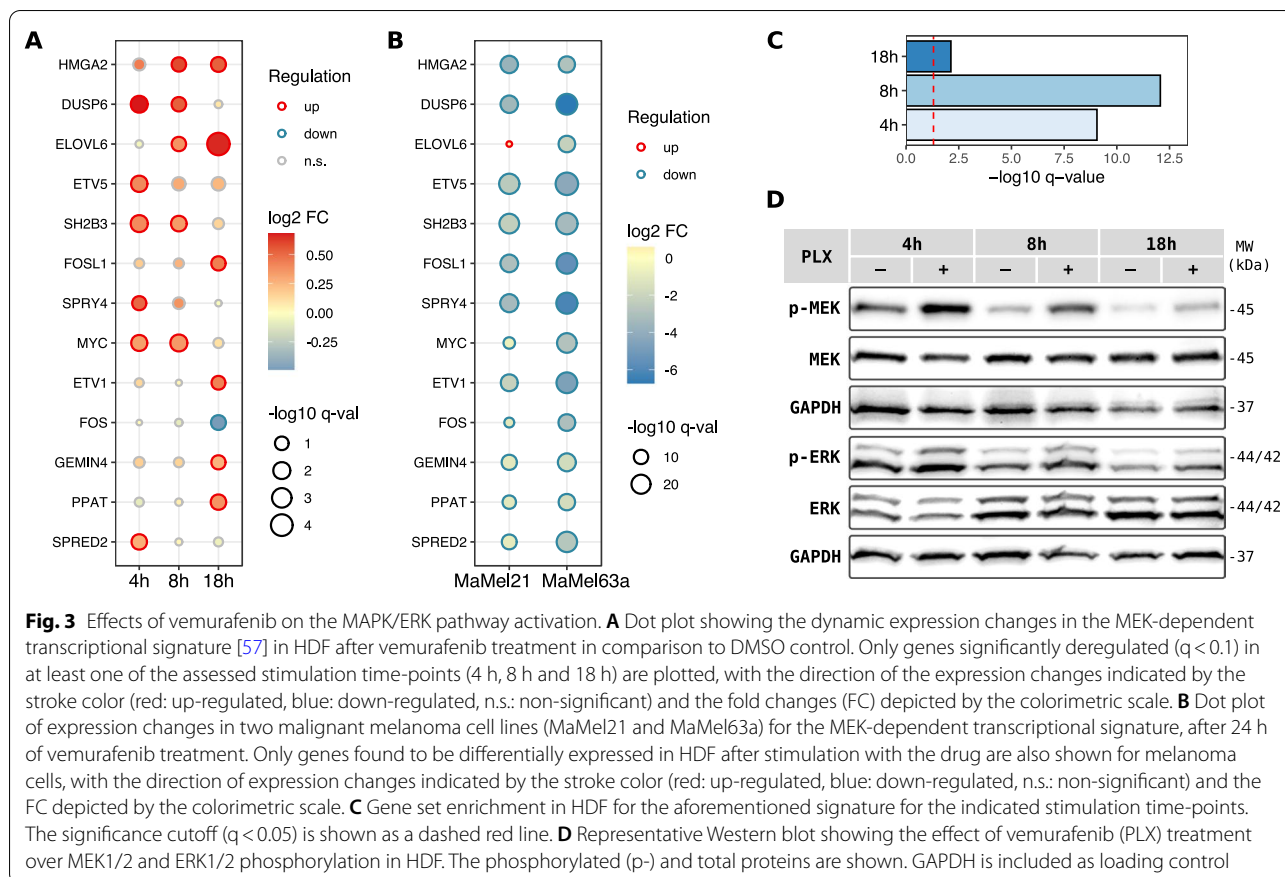 A
HMGA2
DUSP6
ELOVL6
ETV5
SH2B3
FOSL1
SPRY4
MYC
ETV1
FOS
GEMIN4
PPAT
SPRED2
4h 8h 18h
Regulation
up
down
n.s.
log2 FC
0.50
0.25
0.00
-0.25
-log10 q-val
1
2
3
4
B
HMGA2
DUSP6
ELOVL6
ETV5
SH2B3
FOSL1
SPRY4
MYC
ETV1
FOS
GEMIN4
PPAT
SPRED2
MaMel21 MaMel63a
Regulation
up
down
log2 FC
0
-2
-4
-6
-log10 q-val
10
20
C
18h
8h
4h
0.0 2.5 5.0 7.5 10.0 12.5
−log10 q−value
D
PLX 4h 8h 18h MW (kDa)
− + − + − +
p-MEK -45
MEK -45
GAPDH -37
p-ERK -44/42
ERK -44/42
GAPDH -37
Fig. 3 Effects of vemurafenib on the MAPK/ERK pathway activation. A Dot plot showing the dynamic expression changes in the MEK-dependent
transcriptional signature [57] in HDF after vemurafenib treatment in comparison to DMSO control. Only genes significantly deregulated (q < 0.1) in
at least one of the assessed stimulation time-points (4 h, 8 h and 18 h) are plotted, with the direction of the expression changes indicated by the
stroke color (red: up-regulated, blue: down-regulated, n.s.: non-significant) and the fold changes (FC) depicted by the colorimetric scale. B Dot plot
of expression changes in two malignant melanoma cell lines (MaMel21 and MaMel63a) for the MEK-dependent transcriptional signature, after 24 h
of vemurafenib treatment. Only genes found to be differentially expressed in HDF after stimulation with the drug are also shown for melanoma
cells, with the direction of expression changes indicated by the stroke color (red: up-regulated, blue: down-regulated, n.s.: non-significant) and the
FC depicted by the colorimetric scale. C Gene set enrichment in HDF for the aforementioned signature for the indicated stimulation time-points.
The significance cutoff (q < 0.05) is shown as a dashed red line. D Representative Western blot showing the effect of vemurafenib (PLX) treatment
over MEK1/2 and ERK1/2 phosphorylation in HDF. The phosphorylated (p-) and total proteins are shown. GAPDH is included as loading control